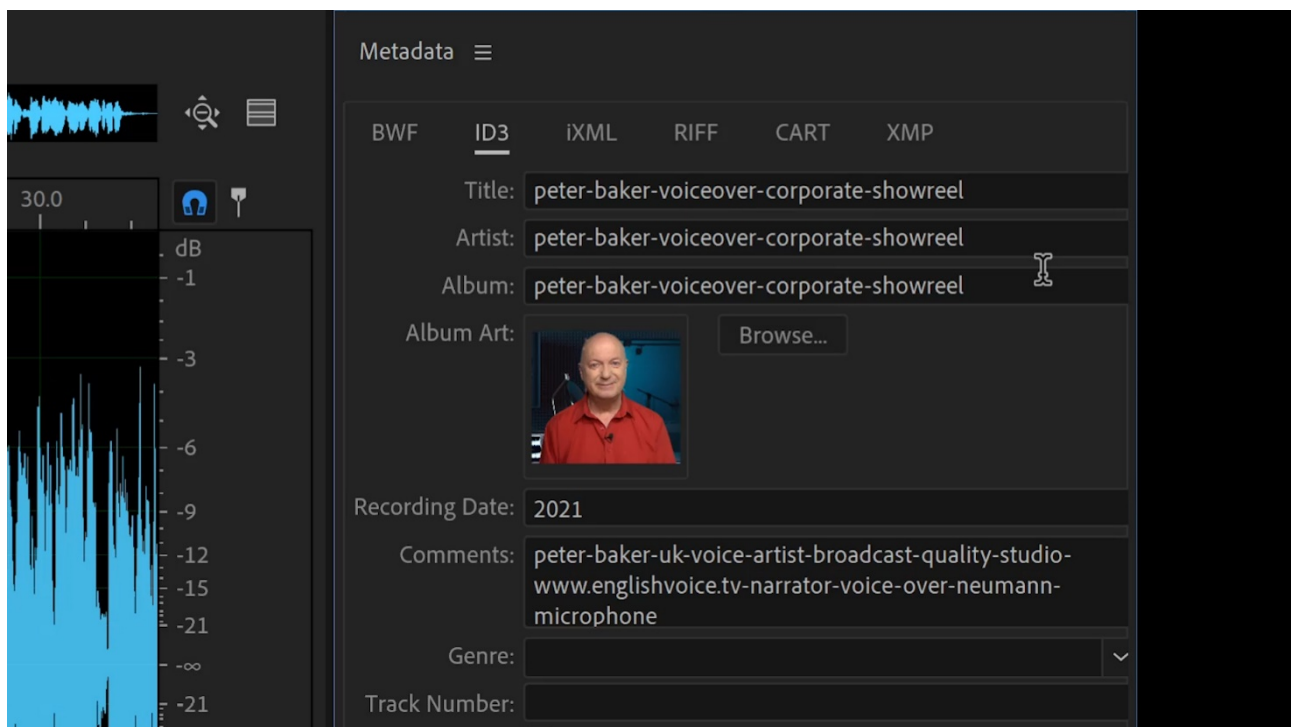 Metadata
BWF ID3 iXML RIFF CART XMP
30.0
Title: peter-baker-voiceover-corporate-showreel
Artist: peter-baker-voiceover-corporate-showreel
dB
-1
Album: peter-baker-voiceover-corporate-showreel
Album Art: Browse...
-3
-6
Recording Date: 2021
-9
Comments: peter-baker-uk-voice-artist-broadcast-quality-studio-
www.englishvoice.tv-narrator-voice-over-neumann-
microphone
-12
-15
-21
Genre:
-∞
Track Number:
-21